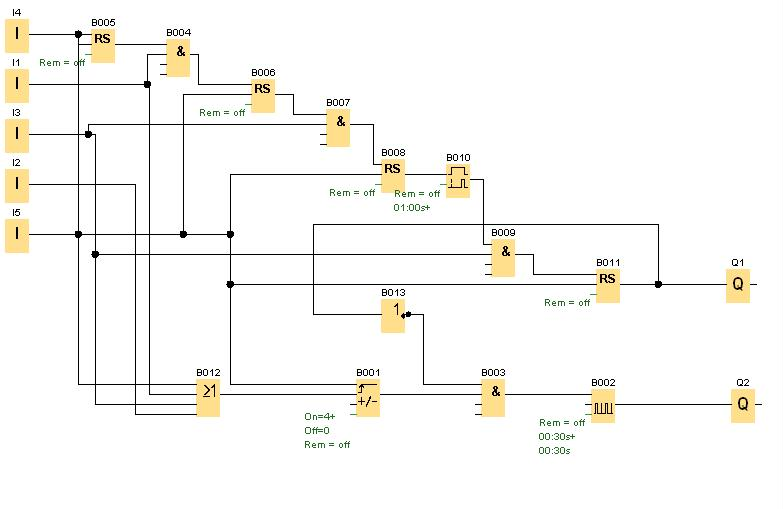 I4
I
B005
RS
Rem = off
B004
&
I1
I
B006
RS
Rem = off
I3
I
B007
&
I2
I
B008
RS
Rem = off
B010
Rem = off
01:00s+
I5
I
B009
&
B011
RS
Rem = off
Q1
Q
B013
1
B012
≥1
B001
+/-
On=4+
Off=0
Rem = off
B003
&
B002
Rem = off
00:30s+
00:30s
Q2
Q